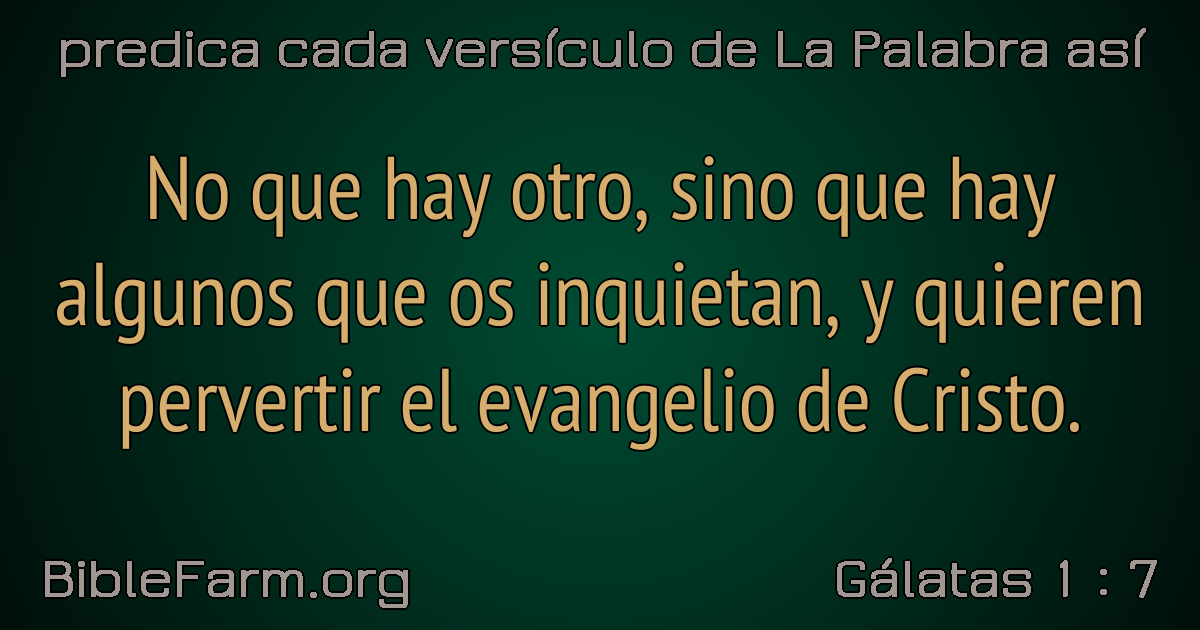 predica cada versículo de La Palabra así
No que hay otro, sino que hay
algunos que os inquietan, y quieren
pervertir el evangelio de Cristo.
BibleFarm.org
Gálatas 1 : 7